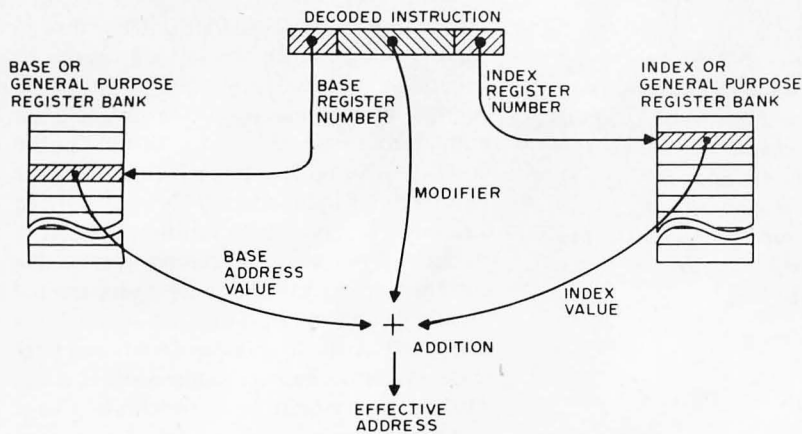 DECODED INSTRUCTION
BASE OR
GENERAL PURPOSE
REGISTER BANK
BASE
REGISTER
NUMBER
INDEX
REGISTER
NUMBER
INDEX OR
GENERAL PURPOSE
REGISTER BANK
MODIFIER
BASE
ADDRESS
VALUE
INDEX
VALUE
+
ADDITION
EFFECTIVE
ADDRESS